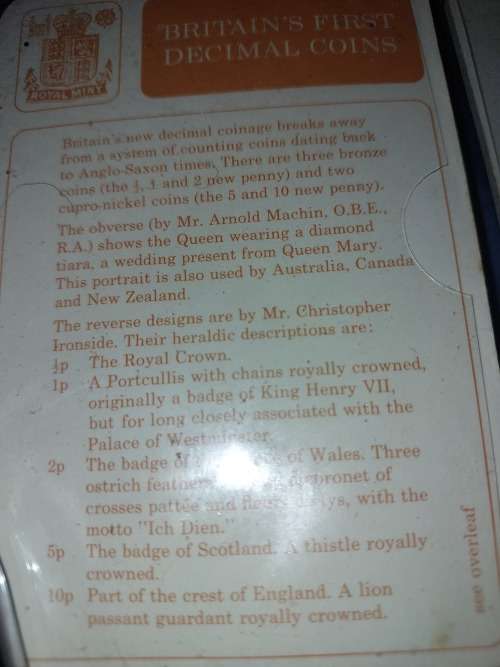 ROYAL MINT
BRITAIN'S FIRST
DECIMAL COINS
Britain's new decimal coinage breaks away
from a system of counting coins dating back
to Anglo-Saxon times. There are three bronze
coins (the ½, 1 and 2 new penny) and two
cupro-nickel coins (the 5 and 10 new penny).
The obverse (by Mr. Arnold Machin, O.B.E.,
R.A.) shows the Queen wearing a diamond
tiara, a wedding present from Queen Mary.
This portrait is also used by Australia, Canada
and New Zealand.
The reverse designs are by Mr. Christopher
Ironside. Their heraldic descriptions are:
½p The Royal Crown.
1p A Portcullis with chains royally crowned,
originally a badge of King Henry VII,
but for long closely associated with the
Palace of Westminster.
2p The badge of of Wales. Three
ostrich feathers coronet of
crosses pattée and with the
motto "Ich Dien."
5p The badge of Scotland. A thistle royally
crowned.
10p Part of the crest of England. A lion
passant guardant royally crowned.
see overleaf